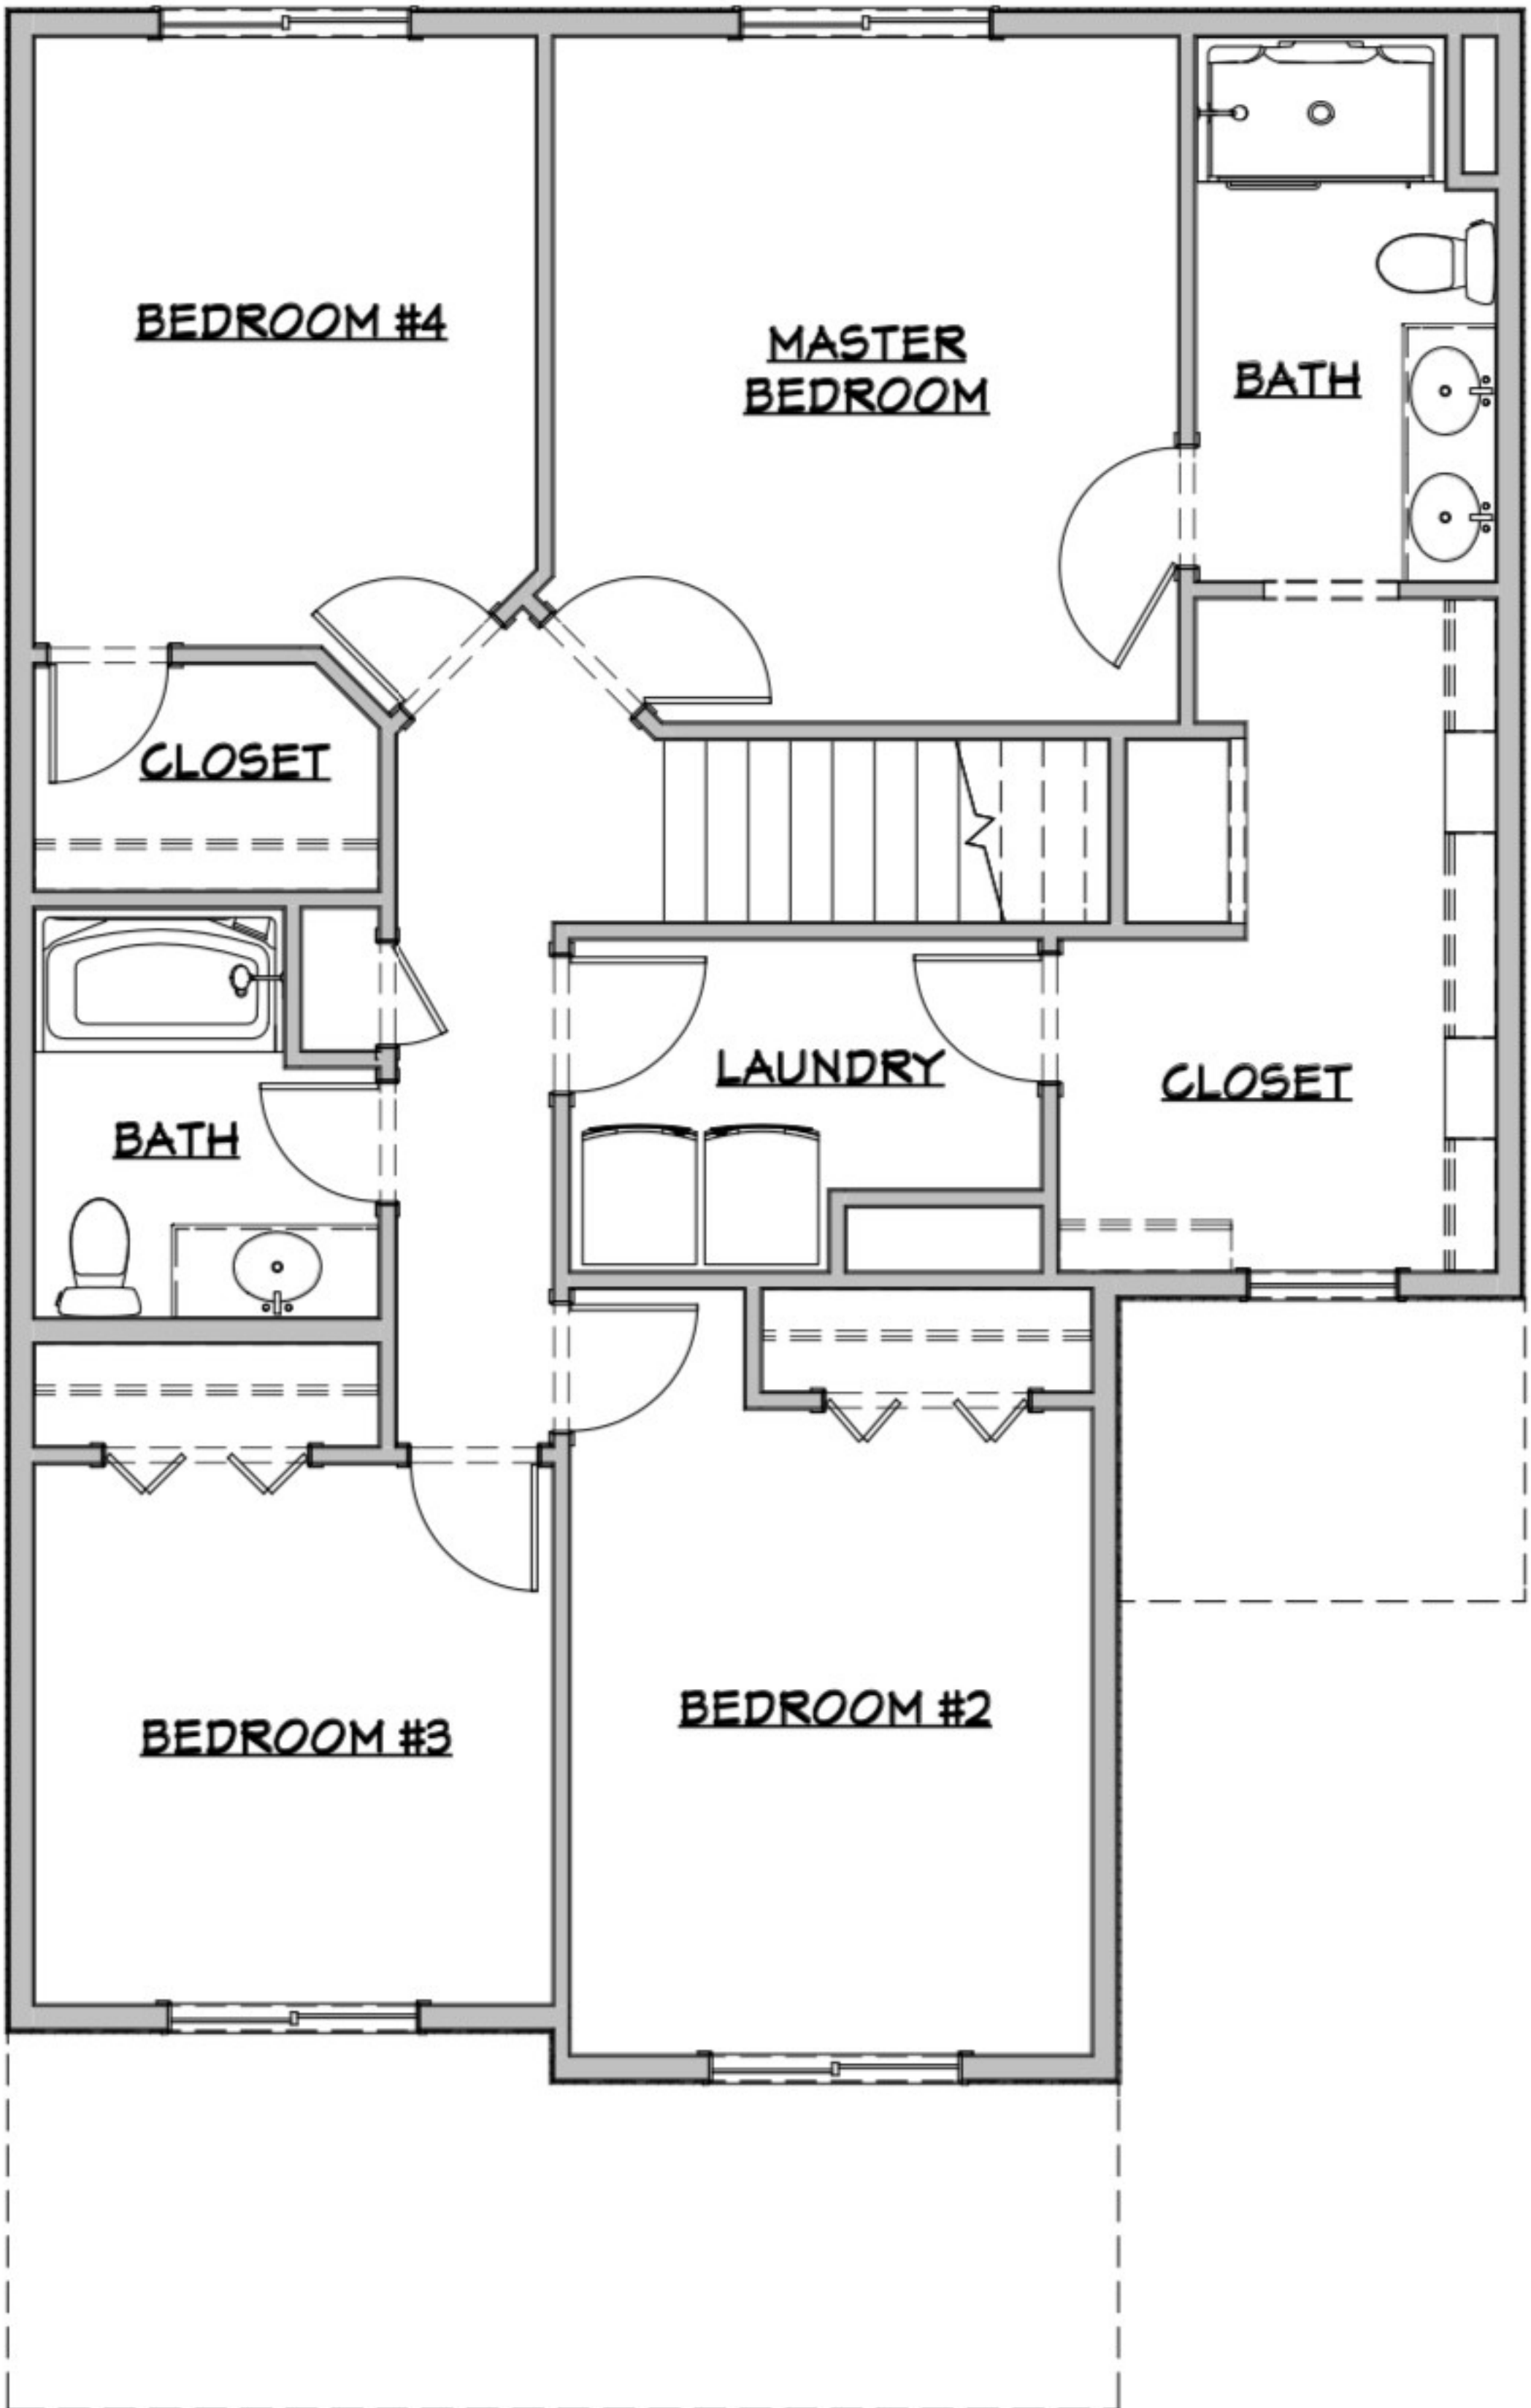 BEDROOM #4
MASTER
BEDROOM
BATH
CLOSET
LAUNDRY
CLOSET
BATH
BEDROOM #2
BEDROOM #3